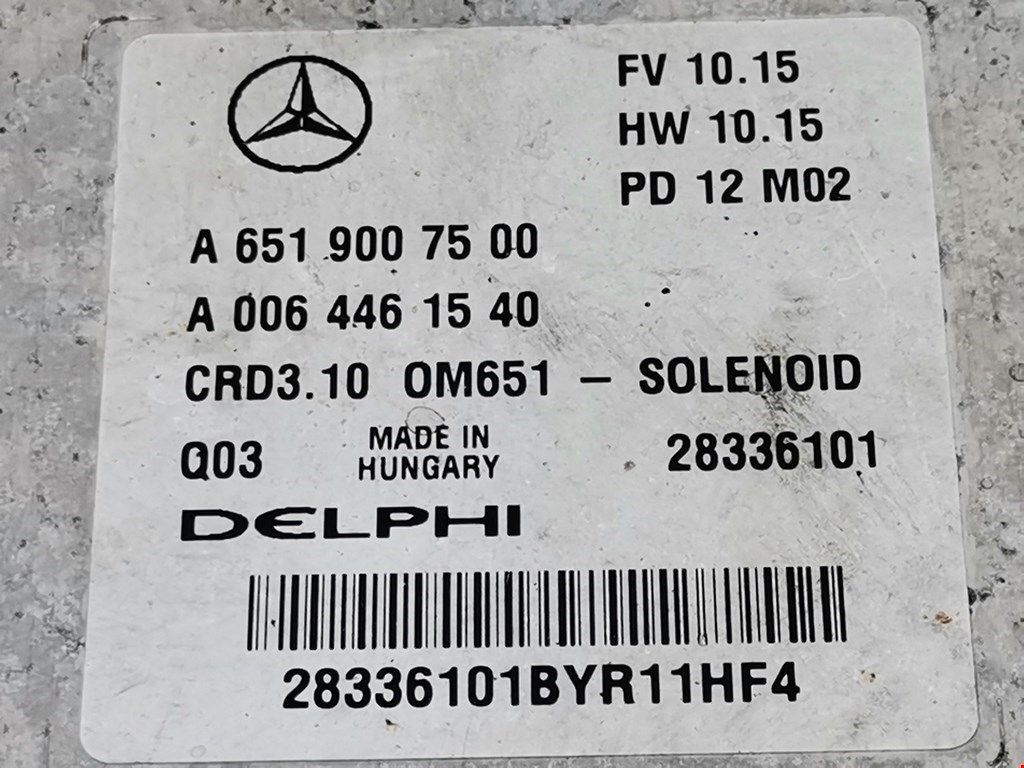 FV 10.15
HW 10.15
PD 12 M02
A 651 900 75 00
A 006 446 15 40
CRD3.10 OM651 – SOLENOID
Q03 MADE IN HUNGARY 28336101
DELPHI
28336101BYR11HF4